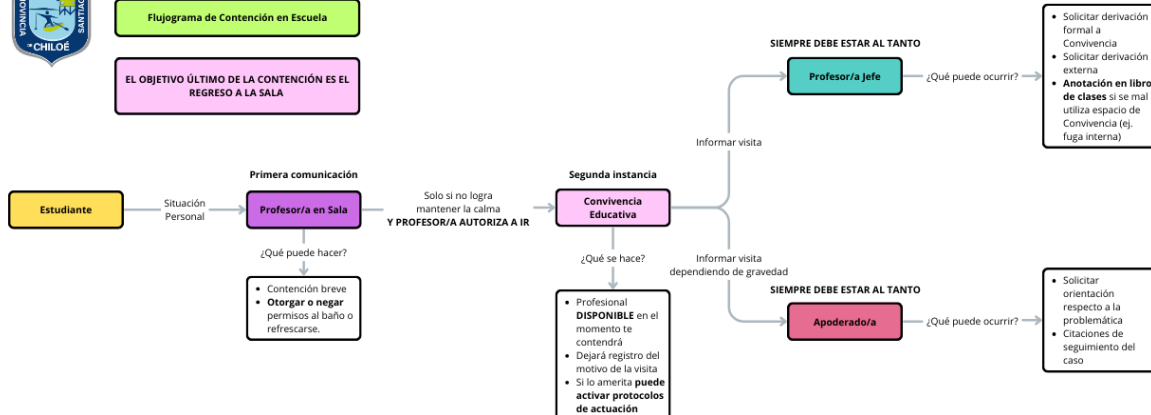 PROVINCIA
SANTIAG
DE CHILOÉ
Flujograma de Contención en Escuela
EL OBJETIVO ÚLTIMO DE LA CONTENCIÓN ES EL
REGRESO A LA SALA
Estudiante
Situación
Personal
Primera comunicación
Profesor/a en Sala
¿Qué puede hacer?
• Contención breve
• Otorgar o negar
permisos al baño o
refrescarse.
Solo si no logra
mantener la calma
Y PROFESOR/A AUTORIZA A IR
Segunda instancia
Convivencia
Educativa
¿Qué se hace?
• Profesional
DISPONIBLE en el
momento te
contendrá
• Dejará registro del
motivo de la visita
• Si lo amerita puede
activar protocolos
de actuación
Informar visita
SIEMPRE DEBE ESTAR AL TANTO
Profesor/a Jefe
¿Qué puede ocurrir?
• Solicitar derivación
formal a
Convivencia
• Solicitar derivación
externa
• Anotación en libro
de clases si se mal
utiliza espacio de
Convivencia (ej.
fuga interna)
Informar visita
dependiendo de gravedad
SIEMPRE DEBE ESTAR AL TANTO
Apoderado/a
¿Qué puede ocurrir?
• Solicitar
orientación
respecto a la
problemática
• Citaciones de
seguimiento del
caso